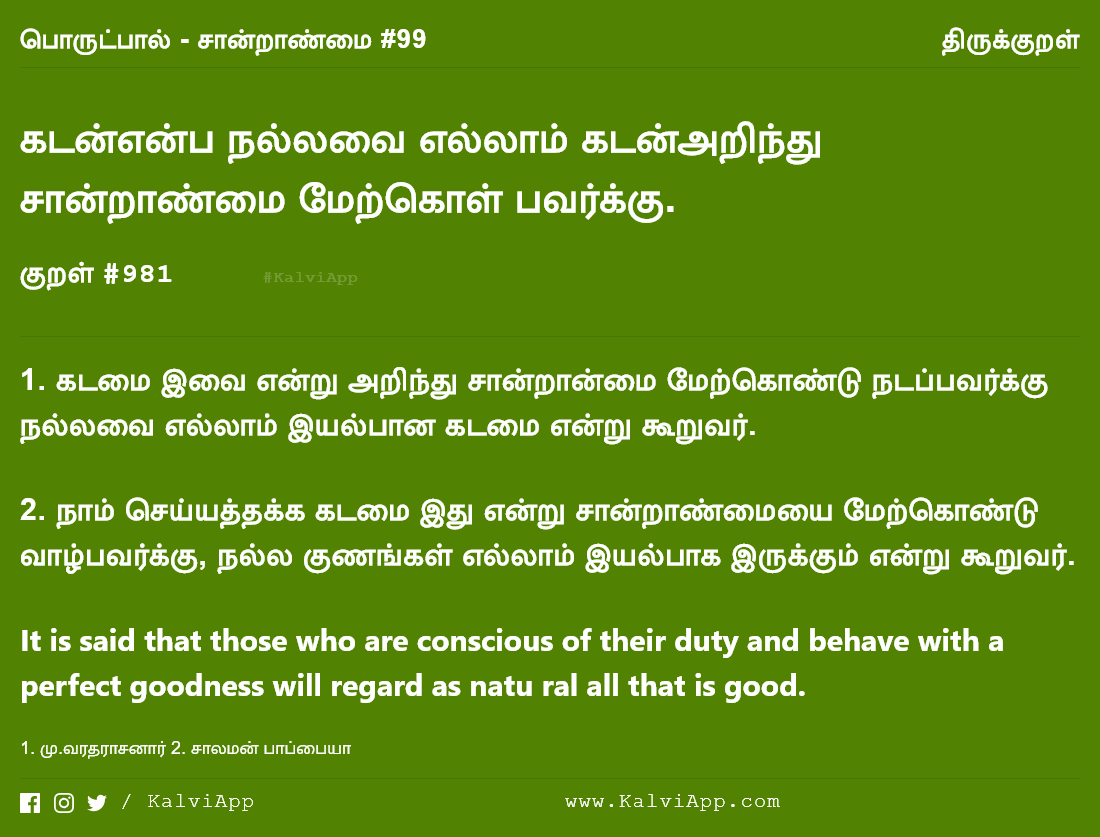 பொருட்பால் - சான்றாண்மை #99
திருக்குறள்
கடன்என்ப நல்லவை எல்லாம் கடன்அறிந்து
சான்றாண்மை மேற்கொள் பவர்க்கு.
குறள் #981
#KalviApp
1. கடமை இவை என்று அறிந்து சான்றான்மை மேற்கொண்டு நடப்பவர்க்கு
நல்லவை எல்லாம் இயல்பான கடமை என்று கூறுவர்.
2. நாம் செய்யத்தக்க கடமை இது என்று சான்றாண்மையை மேற்கொண்டு
வாழ்பவர்க்கு, நல்ல குணங்கள் எல்லாம் இயல்பாக இருக்கும் என்று கூறுவர்.
It is said that those who are conscious of their duty and behave with a
perfect goodness will regard as natu ral all that is good.
1. மு.வரதராசனார் 2. சாலமன் பாப்பையா
/ KalviApp
www.KalviApp.com